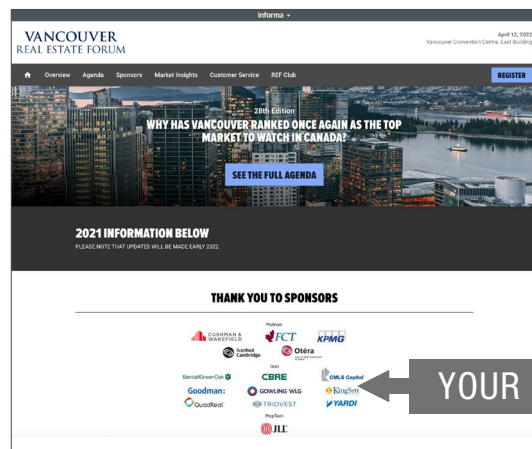 informa
VANCOUVER
REAL ESTATE FORUM
April 12, 2022
Vancouver Convention Centre, East Building
Overview Agenda Sponsors Market Insights Customer Service REF Club
REGISTER
28th Edition
WHY HAS VANCOUVER RANKED ONCE AGAIN AS THE TOP
MARKET TO WATCH IN CANADA?
SEE THE FULL AGENDA
2021 INFORMATION BELOW
PLEASE NOTE THAT UPDATES WILL BE MADE EARLY 2022
THANK YOU TO SPONSORS
Platinum
CUSHMAN &
WAKEFIELD
FCT
KPMG
Ivanhoé
Cambridge
Otéra
Gold
BentallGreenOak
CBRE
CMLS Capital
Goodman:
GOWLING WLG
KingSett
QuadReal
TRIOVEST
YARDI
PropTech
JLL
YOUR